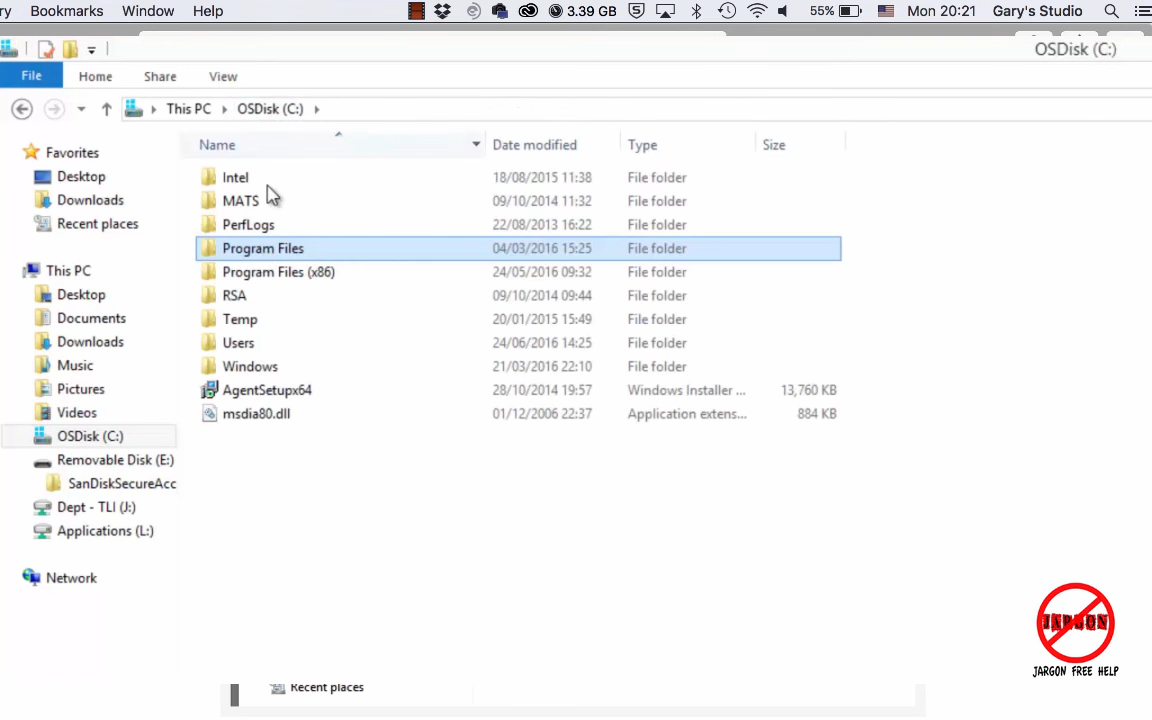 ry Bookmarks Window Help 3.39 GB 55% Mon 20:21 Gary's Studio
OSDisk (C:)
File Home Share View
This PC OSDisk (C:)
Name Date modified Type Size
Favorites
Desktop
Downloads
Recent places
This PC
Desktop
Documents
Downloads
Music
Pictures
Videos
OSDisk (C:)
Removable Disk (E:)
SanDiskSecureAcc
Dept - TLI (J:)
Applications (L:)
Network
Intel 18/08/2015 11:38 File folder
MATS 09/10/2014 11:32 File folder
PerfLogs 22/08/2013 16:22 File folder
Program Files 04/03/2016 15:25 File folder
Program Files (x86) 24/05/2016 09:32 File folder
RSA 09/10/2014 09:44 File folder
Temp 20/01/2015 15:49 File folder
Users 24/06/2016 14:25 File folder
Windows 21/03/2016 22:10 File folder
AgentSetupx64 28/10/2014 19:57 Windows Installer ... 13,760 KB
msdia80.dll 01/12/2006 22:37 Application extens... 884 KB
JARGON
JARGON FREE HELP
Recent places